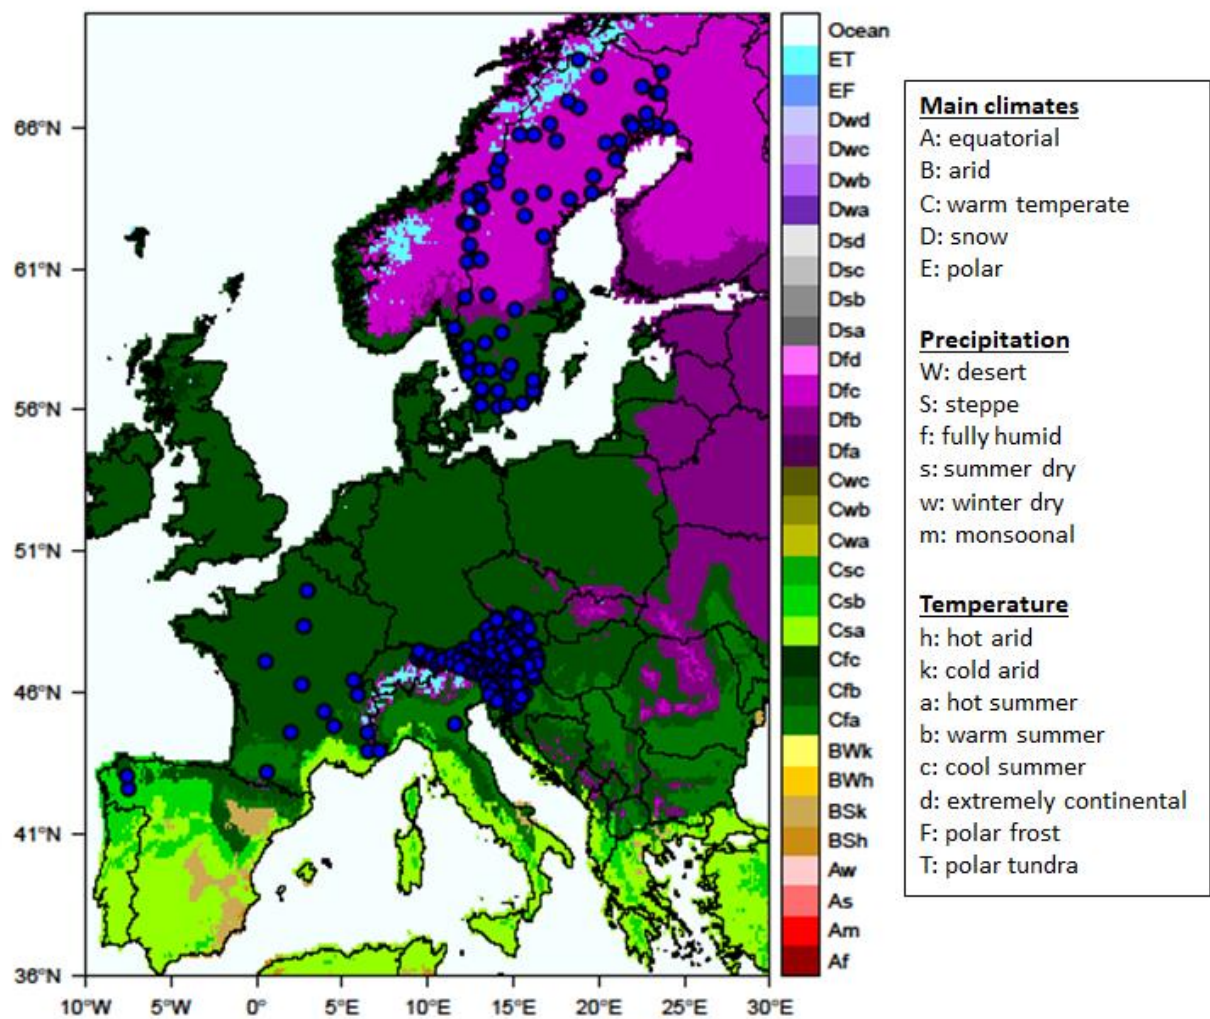 66°N
61°N
56°N
51°N
46°N
41°N
36°N
10°W
5°W
0°
5°E
10°E
15°E
20°E
25°E
30°E
Ocean
ET
EF
Dwd
Dwc
Dwb
Dwa
Dsd
Dsc
Dsb
Dsa
Dfd
Dfc
Dfb
Dfa
Cwc
Cwb
Cwa
Csc
Csb
Csa
Cfc
Cfb
Cfa
BWk
BWh
BSk
BSh
Aw
As
Am
Af
Main climates
A: equatorial
B: arid
C: warm temperate
D: snow
E: polar
Precipitation
W: desert
S: steppe
f: fully humid
s: summer dry
w: winter dry
m: monsoonal
Temperature
h: hot arid
k: cold arid
a: hot summer
b: warm summer
c: cool summer
d: extremely continental
F: polar frost
T: polar tundra